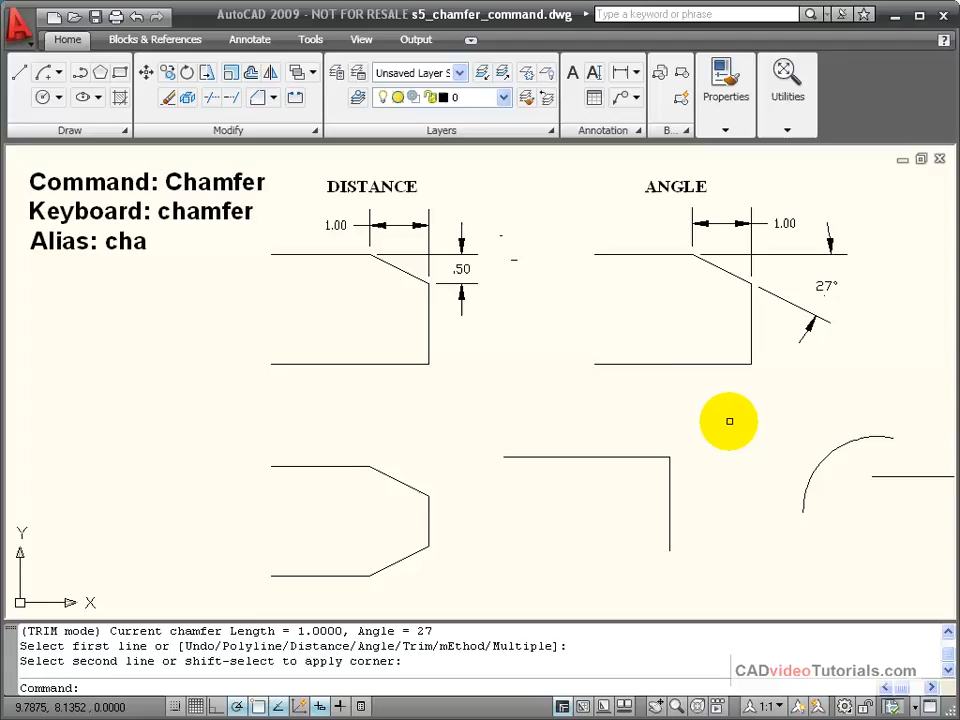 AutoCAD 2009 - NOT FOR RESALE s5_chamfer_command.dwg
Type a keyword or phrase
Home
Blocks & References
Annotate
Tools
View
Output
Unsaved Layer S
0
Properties
Utilities
Draw
Modify
Layers
Annotation
B...
Command: Chamfer
Keyboard: chamfer
Alias: cha
DISTANCE
ANGLE
1.00
1.00
.50
27°
Y
X
(TRIM mode) Current chamfer Length = 1.0000, Angle = 27
Select first line or [Undo/Polyline/Distance/Angle/Trim/mEthod/Multiple]:
Select second line or shift-select to apply corner:
Command:
CADvideoTutorials.com
9.7875, 8.1352, 0.0000
1:1